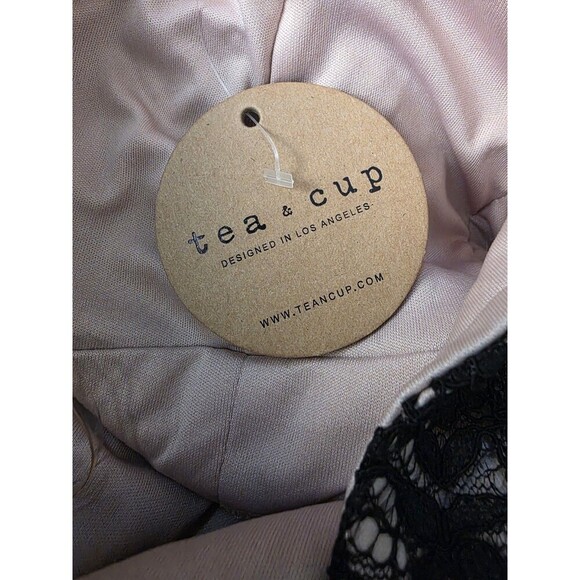 tea & cup
DESIGNED IN LOS ANGELES
WWW.TEANCUP.COM